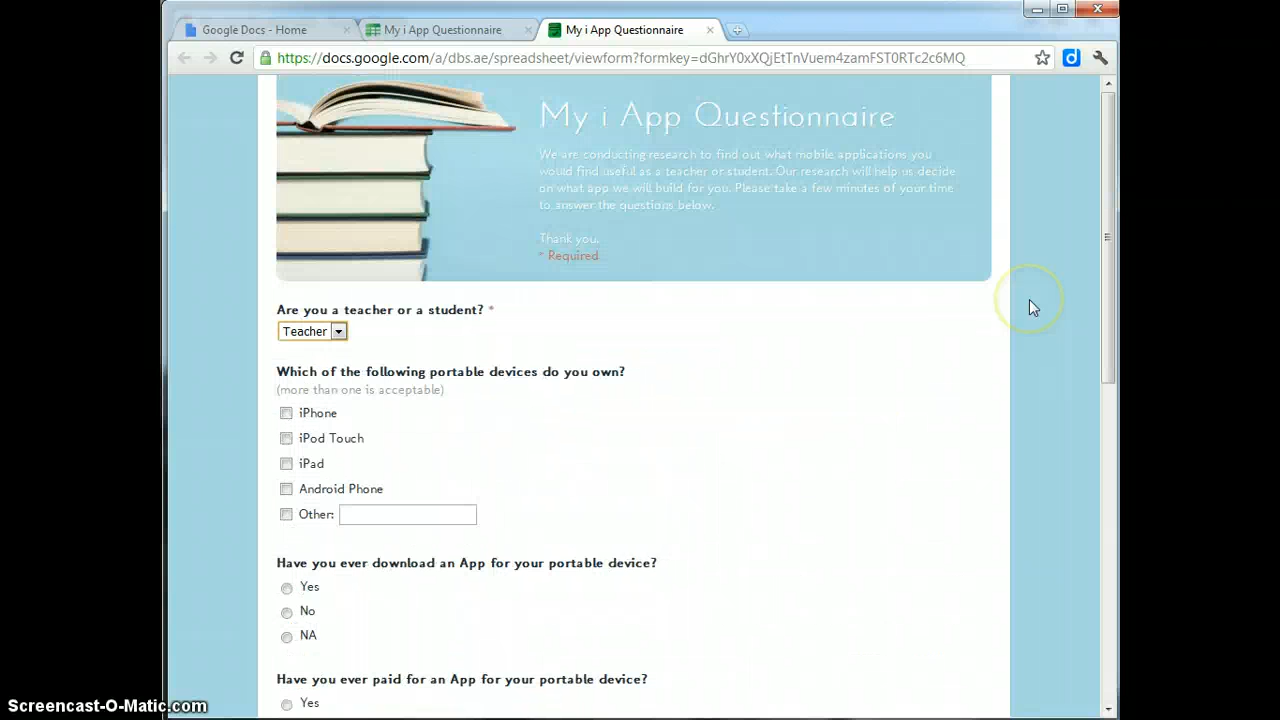 Google Docs - Home
My i App Questionnaire
My i App Questionnaire
https://docs.google.com/a/dbs.ae/spreadsheet/viewform?formkey=dGhrY0xXQjEtTnVuem4zamFST0RTc2c6MQ
My i App Questionnaire
We are conducting research to find out what mobile applications you
would find useful as a teacher or student. Our research will help us decide
on what app we will build for you. Please take a few minutes of your time
to answer the questions below.
Thank you.
* Required
Are you a teacher or a student? *
Teacher
Which of the following portable devices do you own?
(more than one is acceptable)
iPhone
iPod Touch
iPad
Android Phone
Other:
Have you ever download an App for your portable device?
Yes
No
NA
Have you ever paid for an App for your portable device?
Yes
Screencast-O-Matic.com